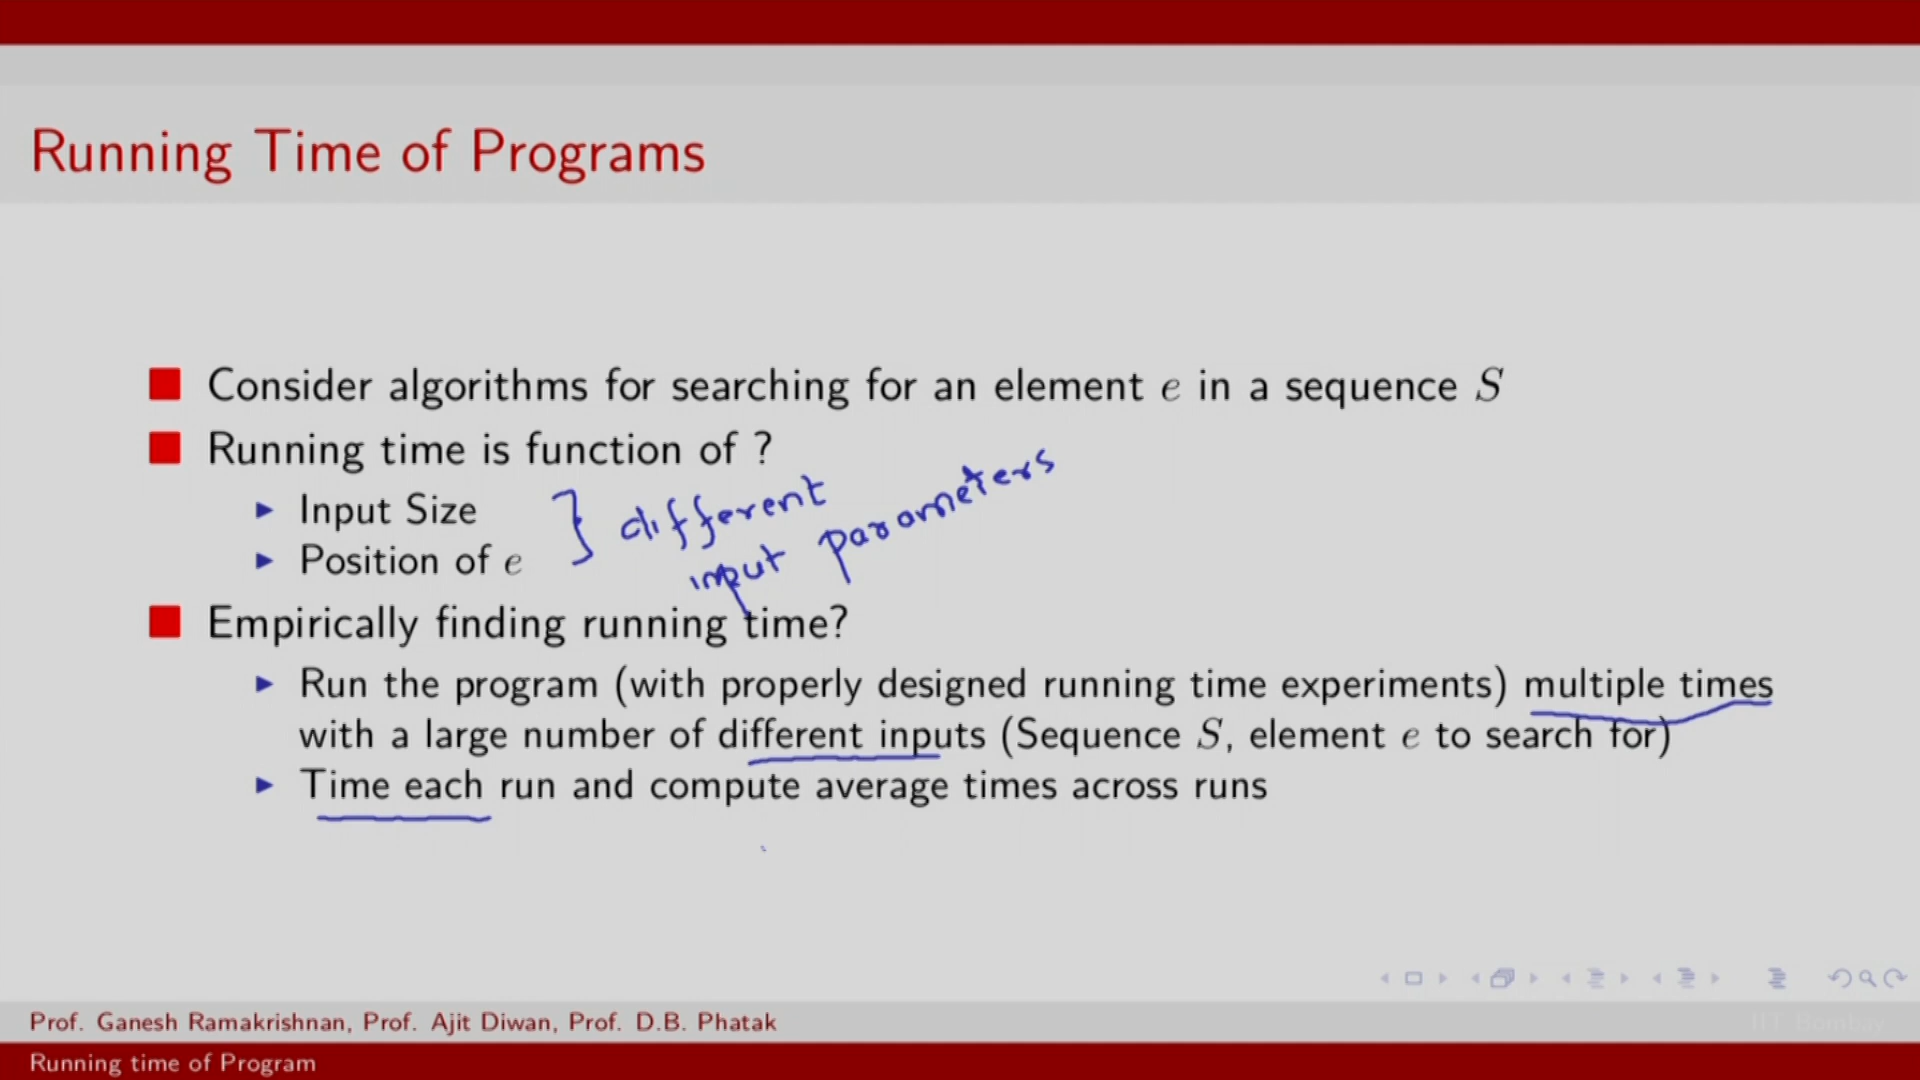 Running Time of Programs
Consider algorithms for searching for an element e in a sequence S
Running time is function of ?
Input Size
Position of e
} different
input parameters
Empirically finding running time?
Run the program (with properly designed running time experiments) multiple times
with a large number of different inputs (Sequence S, element e to search for)
Time each run and compute average times across runs
Prof. Ganesh Ramakrishnan, Prof. Ajit Diwan, Prof. D.B. Phatak
IIT Bombay
Running time of Program